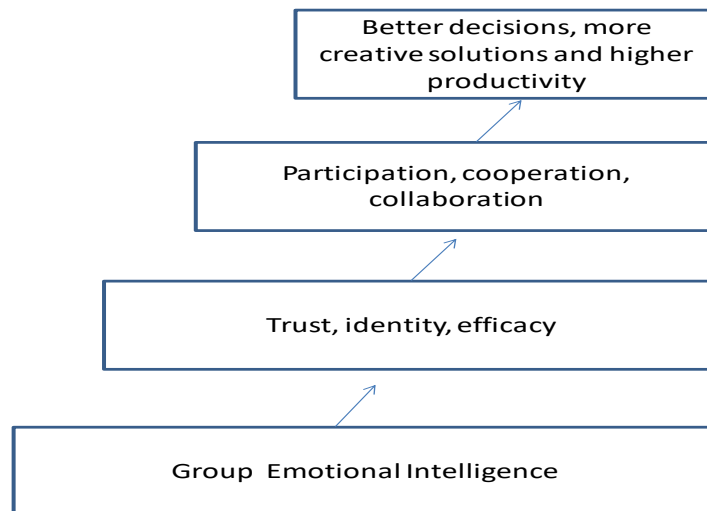 Better decisions, more
creative solutions and higher
productivity
Participation, cooperation,
collaboration
Trust, identity, efficacy
Group  Emotional Intelligence